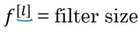 f^[l] = filter size